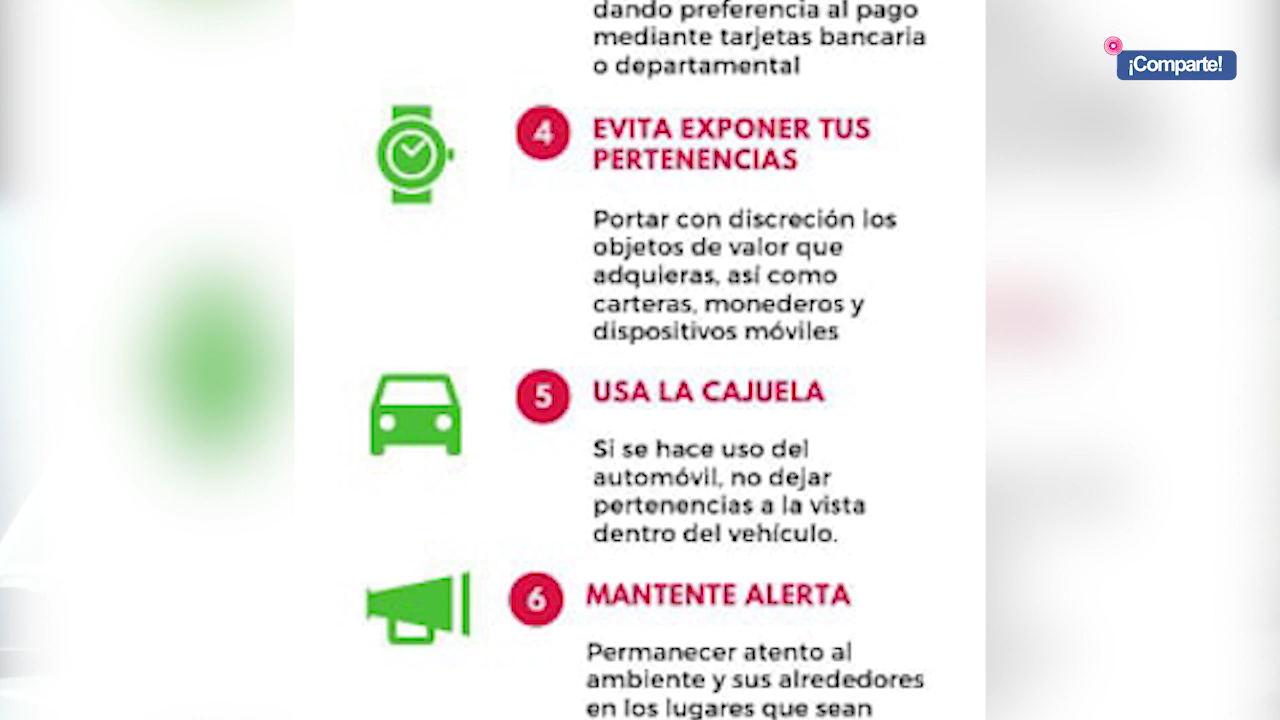 dando preferencia al pago
mediante tarjetas bancaria
o departamental
¡Comparte!
4 EVITA EXPONER TUS
PERTENENCIAS
Portar con discreción los
objetos de valor que
adquieras, así como
carteras, monederos y
dispositivos móviles
5 USA LA CAJUELA
Si se hace uso del
automóvil, no dejar
pertenencias a la vista
dentro del vehículo.
6 MANTENTE ALERTA
Permanecer atento al
ambiente y sus alrededores
en los lugares que sean